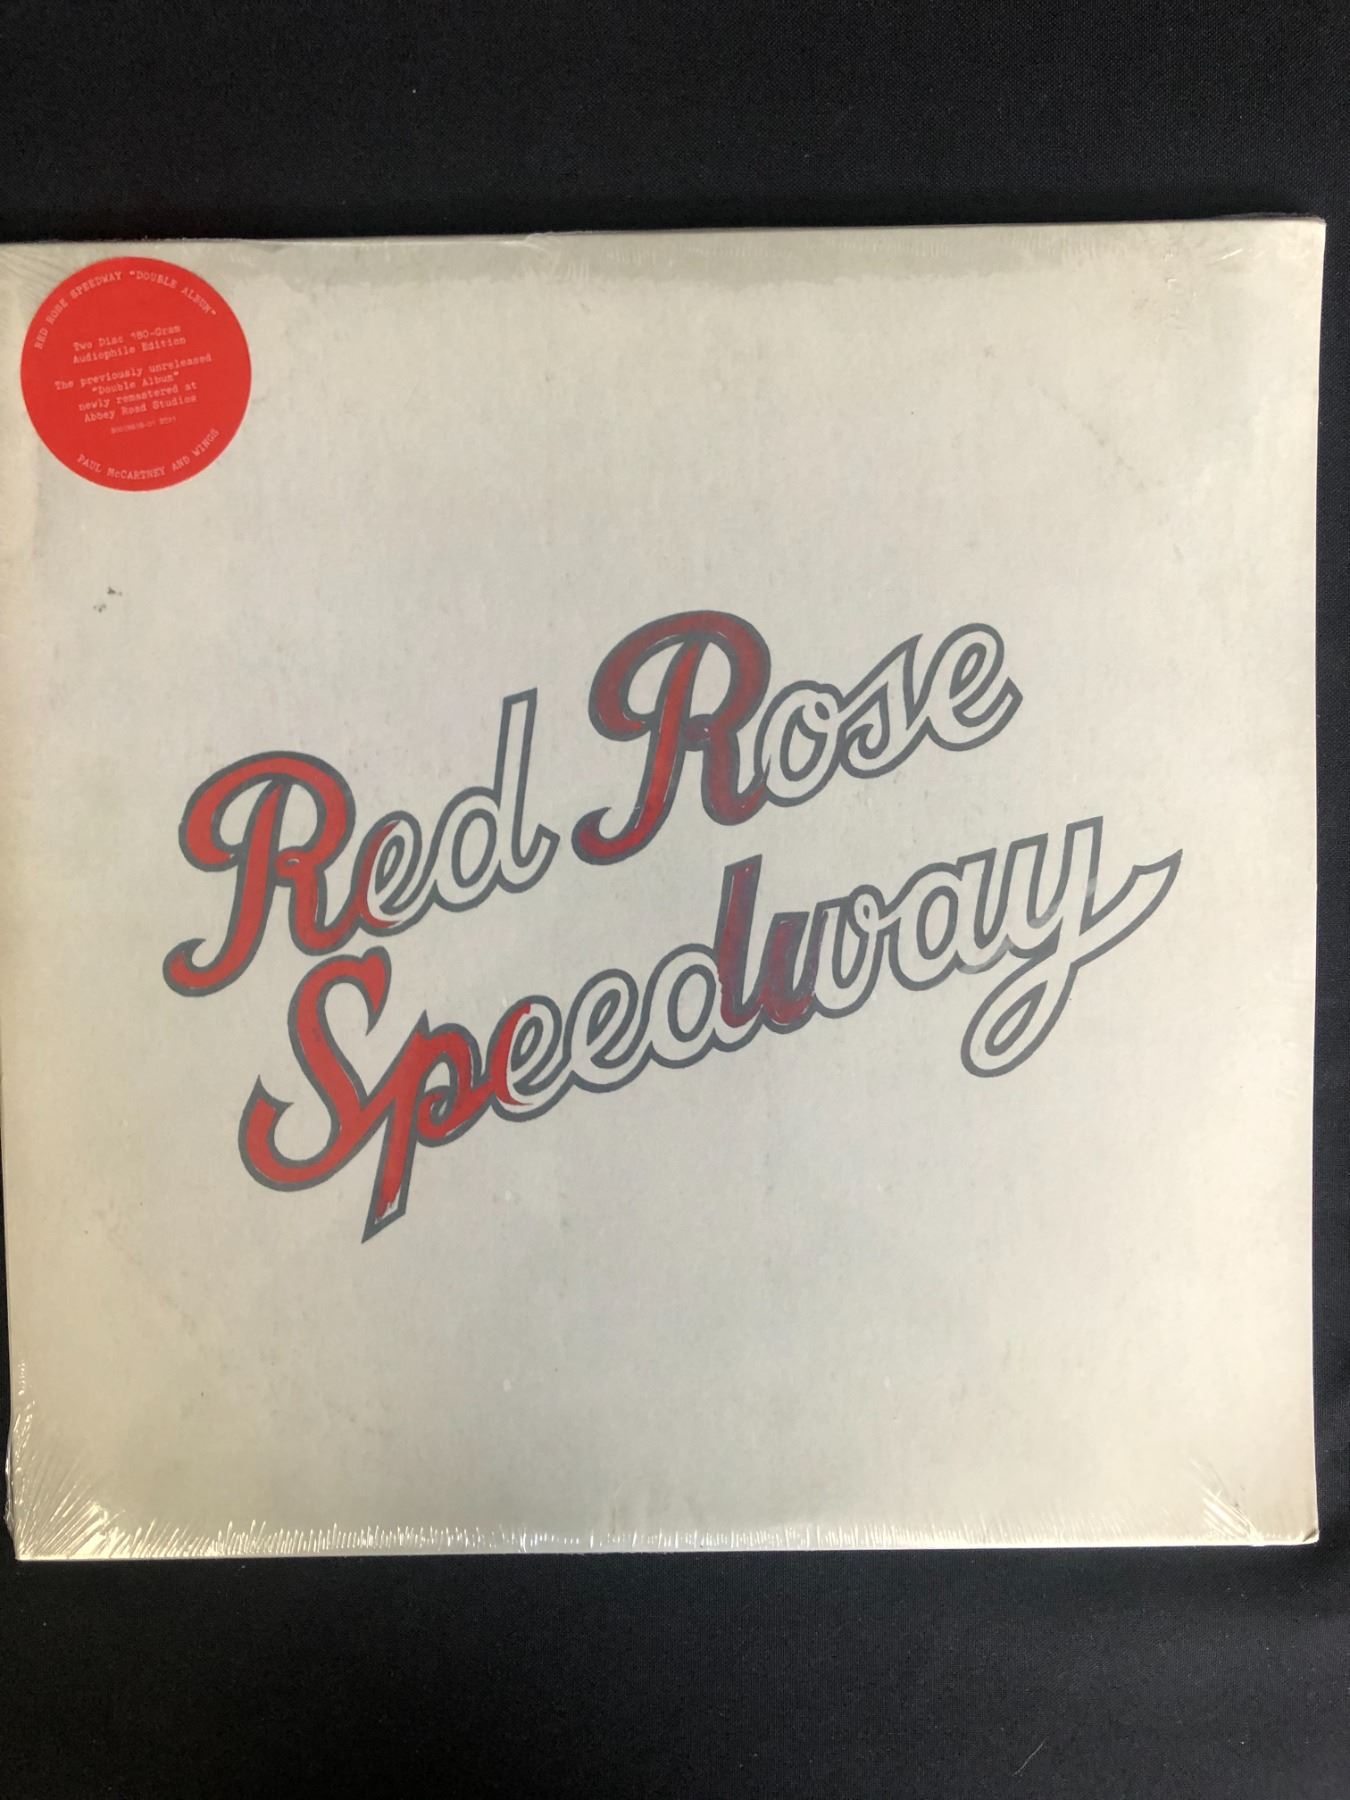 RED ROSE SPEEDWAY "DOUBLE ALBUM"
Two Disc 180-Gram
Audiophile Edition
The previously unreleased
"Double Album"
newly remastered at
Abbey Road Studios
PAUL McCARTNEY AND WINGS
Red Rose
Speedway